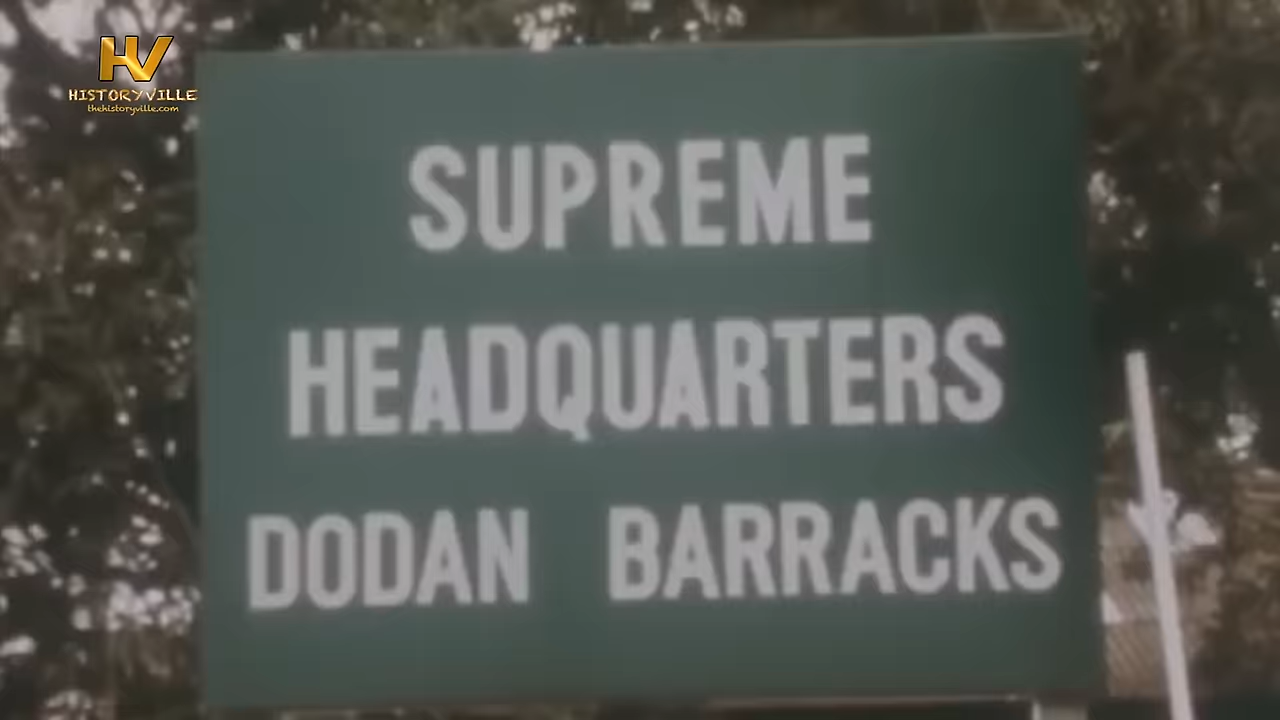 HV
HISTORYVILLE
thehistoryville.com
SUPREME
HEADQUARTERS
DODAN BARRACKS